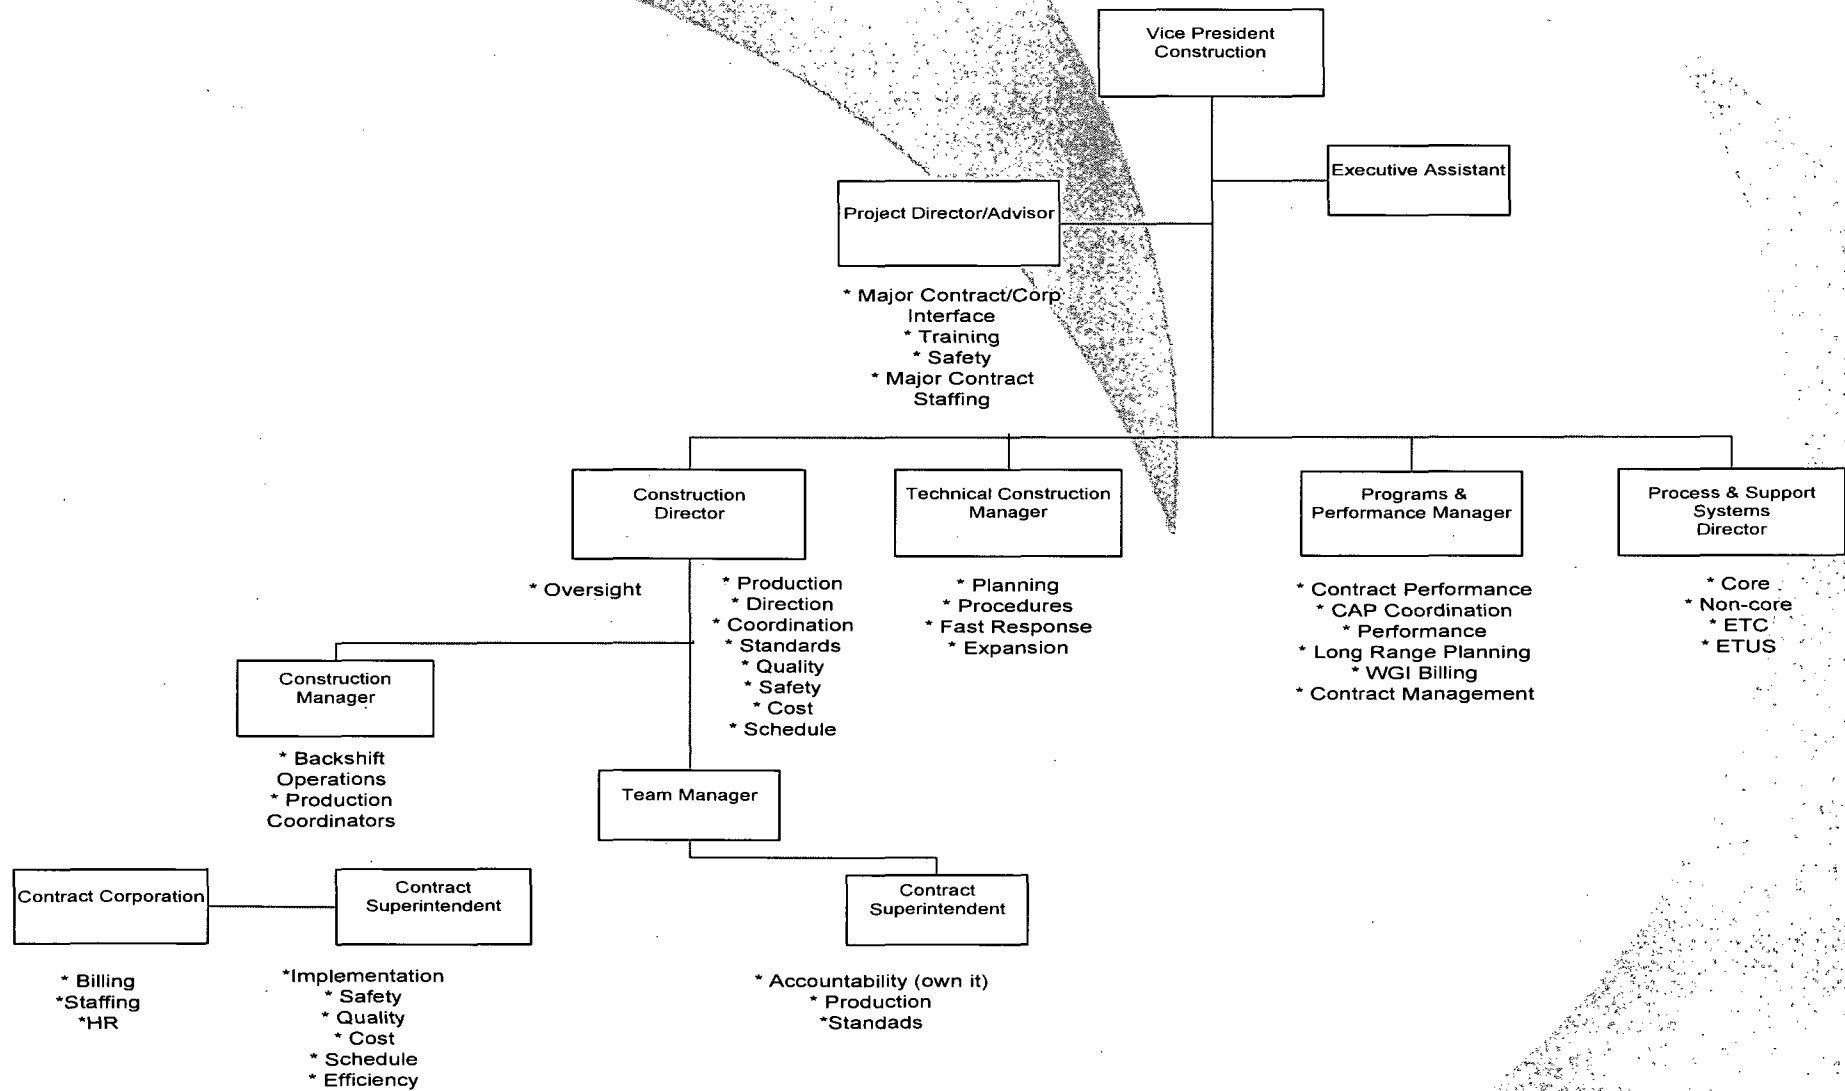 Vice President
Construction
Executive Assistant
Project Director/Advisor
* Major Contract/Corp
Interface
* Training
* Safety
* Major Contract
Staffing
Construction
Director
Technical Construction
Manager
Programs &
Performance Manager
Process & Support
Systems
Director
* Oversight
* Production
* Direction
* Coordination
* Standards
* Quality
* Safety
* Cost
* Schedule
* Planning
* Procedures
* Fast Response
* Expansion
* Contract Performance
* CAP Coordination
* Performance
* Long Range Planning
* WGI Billing
* Contract Management
* Core
* Non-core
* ETC
* ETUS
Construction
Manager
* Backshift
Operations
* Production
Coordinators
Team Manager
Contract Corporation
Contract
Superintendent
Contract
Superintendent
* Billing
*Staffing
*HR
*Implementation
* Safety
* Quality
* Cost
* Schedule
* Efficiency
* Accountability (own it)
* Production
*Standads